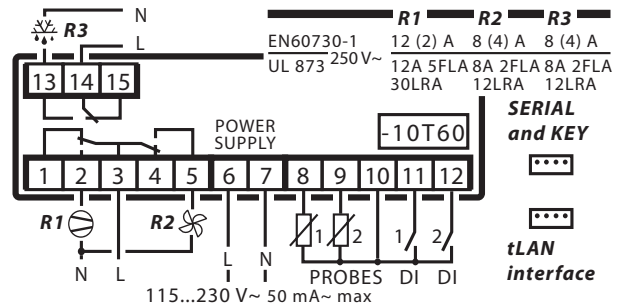 N
R3
L
R1 R2 R3
EN60730-1 12 (2) A 8 (4) A 8 (4) A
UL 873 250 V~ 12A 5FLA 8A 2FLA 8A 2FLA
30LRA 12LRA 12LRA
13 14 15
POWER
SUPPLY
-10T60
SERIAL
and KEY
1 2 3 4 5 6 7 8 9 10 11 12
R1 R2 1 2 1 2
N L L N PROBES DI DI
115...230 V~ 50 mA~ max
tLAN
interface